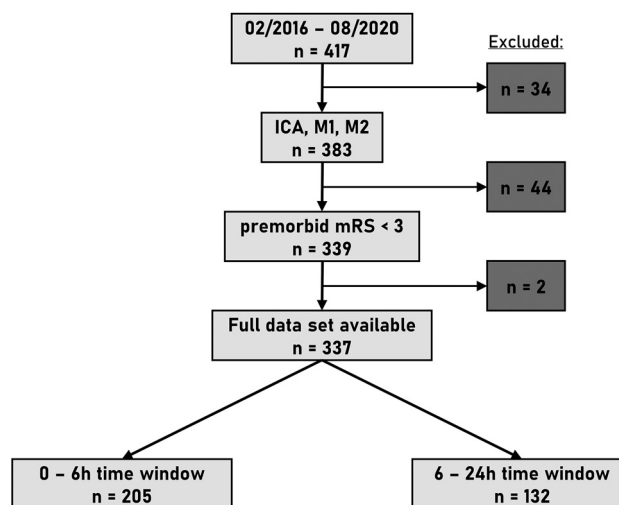 02/2016 – 08/2020
n = 417
Excluded:
n = 34
ICA, M1, M2
n = 383
n = 44
premorbid mRS < 3
n = 339
n = 2
Full data set available
n = 337
0 – 6h time window
n = 205
6 – 24h time window
n = 132